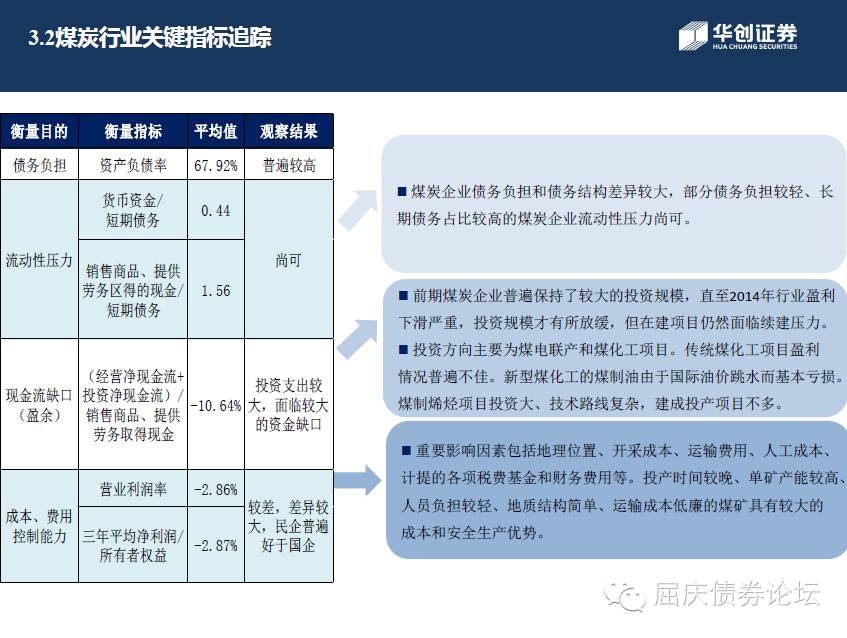 3.2煤炭行业关键指标追踪
华创证券
HUA CHUANG SECURITIES
衡量目的 衡量指标 平均值 观察结果
债务负担 资产负债率 67.92% 普遍较高
流动性压力
货币资金/
短期债务
0.44
销售商品、提供
劳务区得的现金/
短期债务
1.56
尚可
现金流缺口
（盈余）
（经营净现金流+
投资净现金流）/
销售商品、提供
劳务取得现金
-10.64%
投资支出较
大，面临较大
的资金缺口
成本、费用
控制能力
营业利润率
-2.86%
三年平均净利润/
所有者权益
-2.87%
较差，差异较
大，民企普遍
好于国企
■ 煤炭企业债务负担和债务结构差异较大，部分债务负担较轻、长
期债务占比较高的煤炭企业流动性压力尚可。
■ 前期煤炭企业普遍保持了较大的投资规模，直至2014年行业盈利
下滑严重，投资规模才有所放缓，但在建项目仍然面临续建压力。
■ 投资方向主要为煤电联产和煤化工项目。传统煤化工项目盈利
情况普遍不佳。新型煤化工的煤制油由于国际油价跳水而基本亏损。
煤制烯烃项目投资大、技术路线复杂，建成投产项目不多。
■ 重要影响因素包括地理位置、开采成本、运输费用、人工成本、
计提的各项税费基金和财务费用等。投产时间较晚、单矿产能较高、
人员负担较轻、地质结构简单、运输成本低廉的煤矿具有较大的
成本和安全生产优势。
屈庆债券论坛